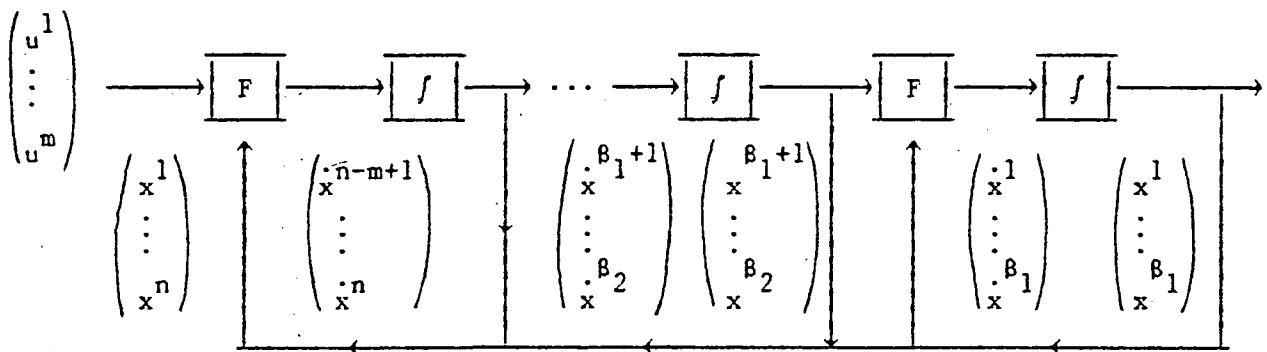 u^1
F ∫ ... ∫ F ∫
⋮
u^m
x^1 ẋ^{n-m+1} ẋ^{β_1+1} x^{β_1+1} ẋ^1 x^1
⋮ ⋮ ⋮ ⋮ ⋮ ⋮
x^n ẋ^n ẋ^{β_2} x^{β_2} ẋ^{β_1} x^{β_1}